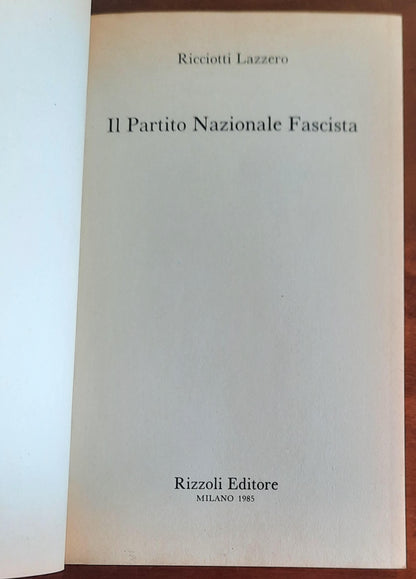 Ricciotti Lazzero
Il Partito Nazionale Fascista
Rizzoli Editore
MILANO 1985